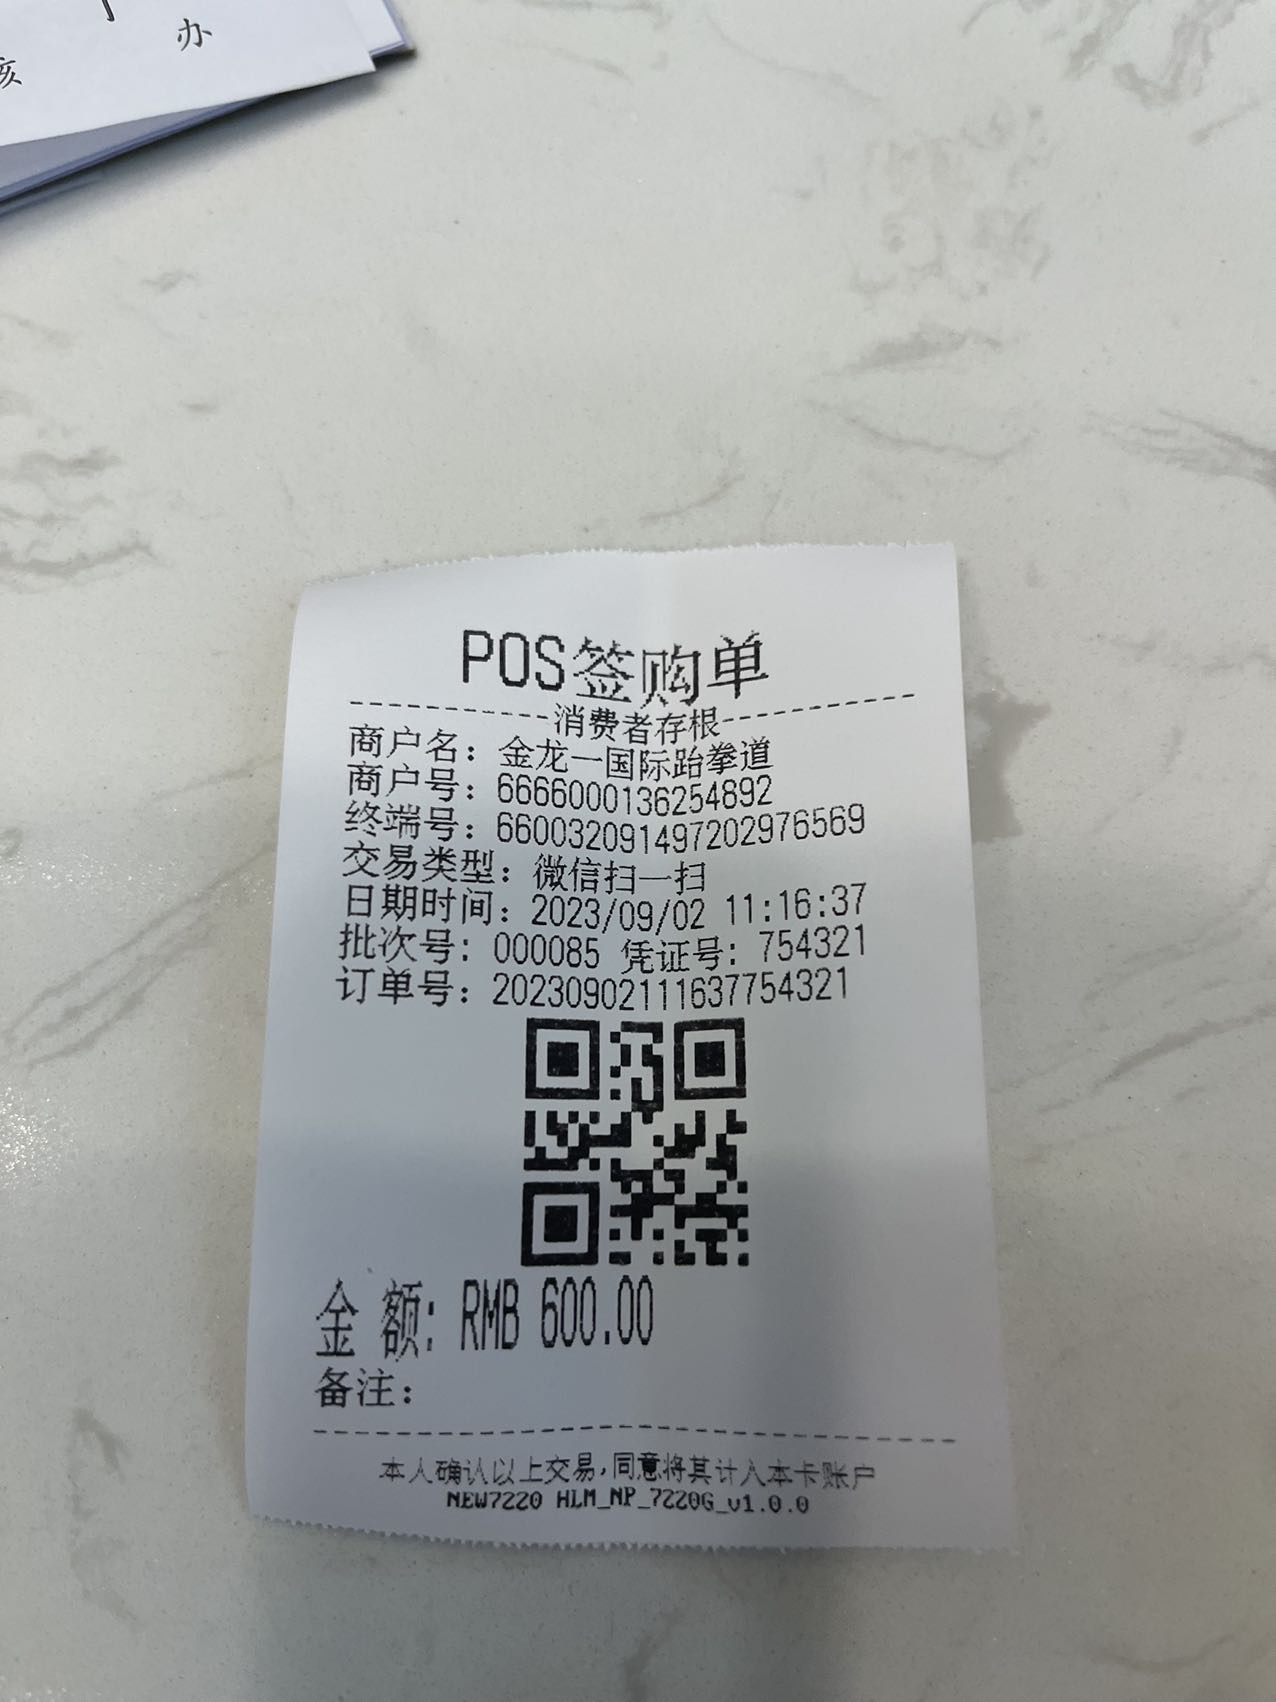 办
亥
POS签购单
消费者存根
商户名：金龙一国际跆拳道
商户号：6666000136254892
终端号：660032091497202976569
交易类型：微信扫一扫
日期时间：2023/09/02 11:16:37
批次号：000085 凭证号：754321
订单号：20230902111637754321
金 额：RMB 600.00
备注：
本人确认以上交易,同意将其计入本卡账户
NEW7220 HLM_NP_7220G_v1.0.0